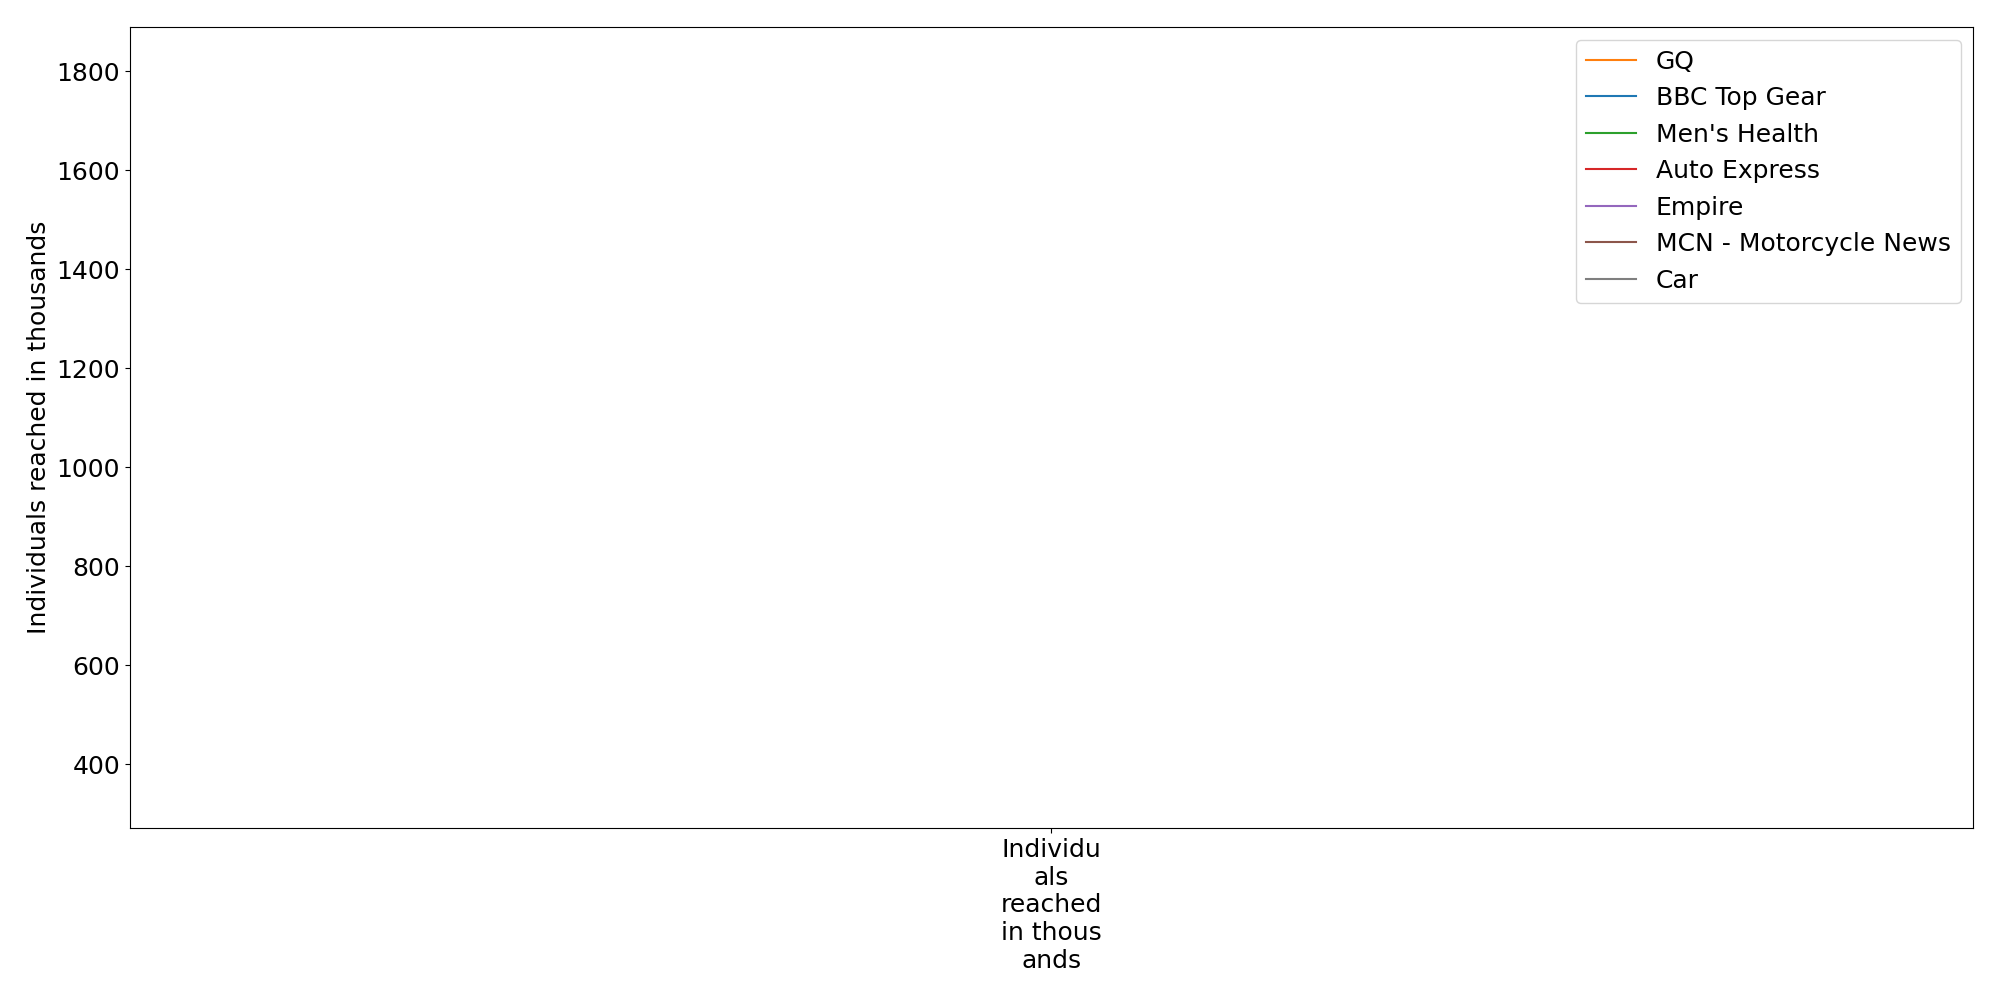 1800
1600
1400
1200
1000
800
600
400
Individuals reached in thousands
GQ
BBC Top Gear
Men's Health
Auto Express
Empire
MCN - Motorcycle News
Car
Individu
als
reached
in thous
ands